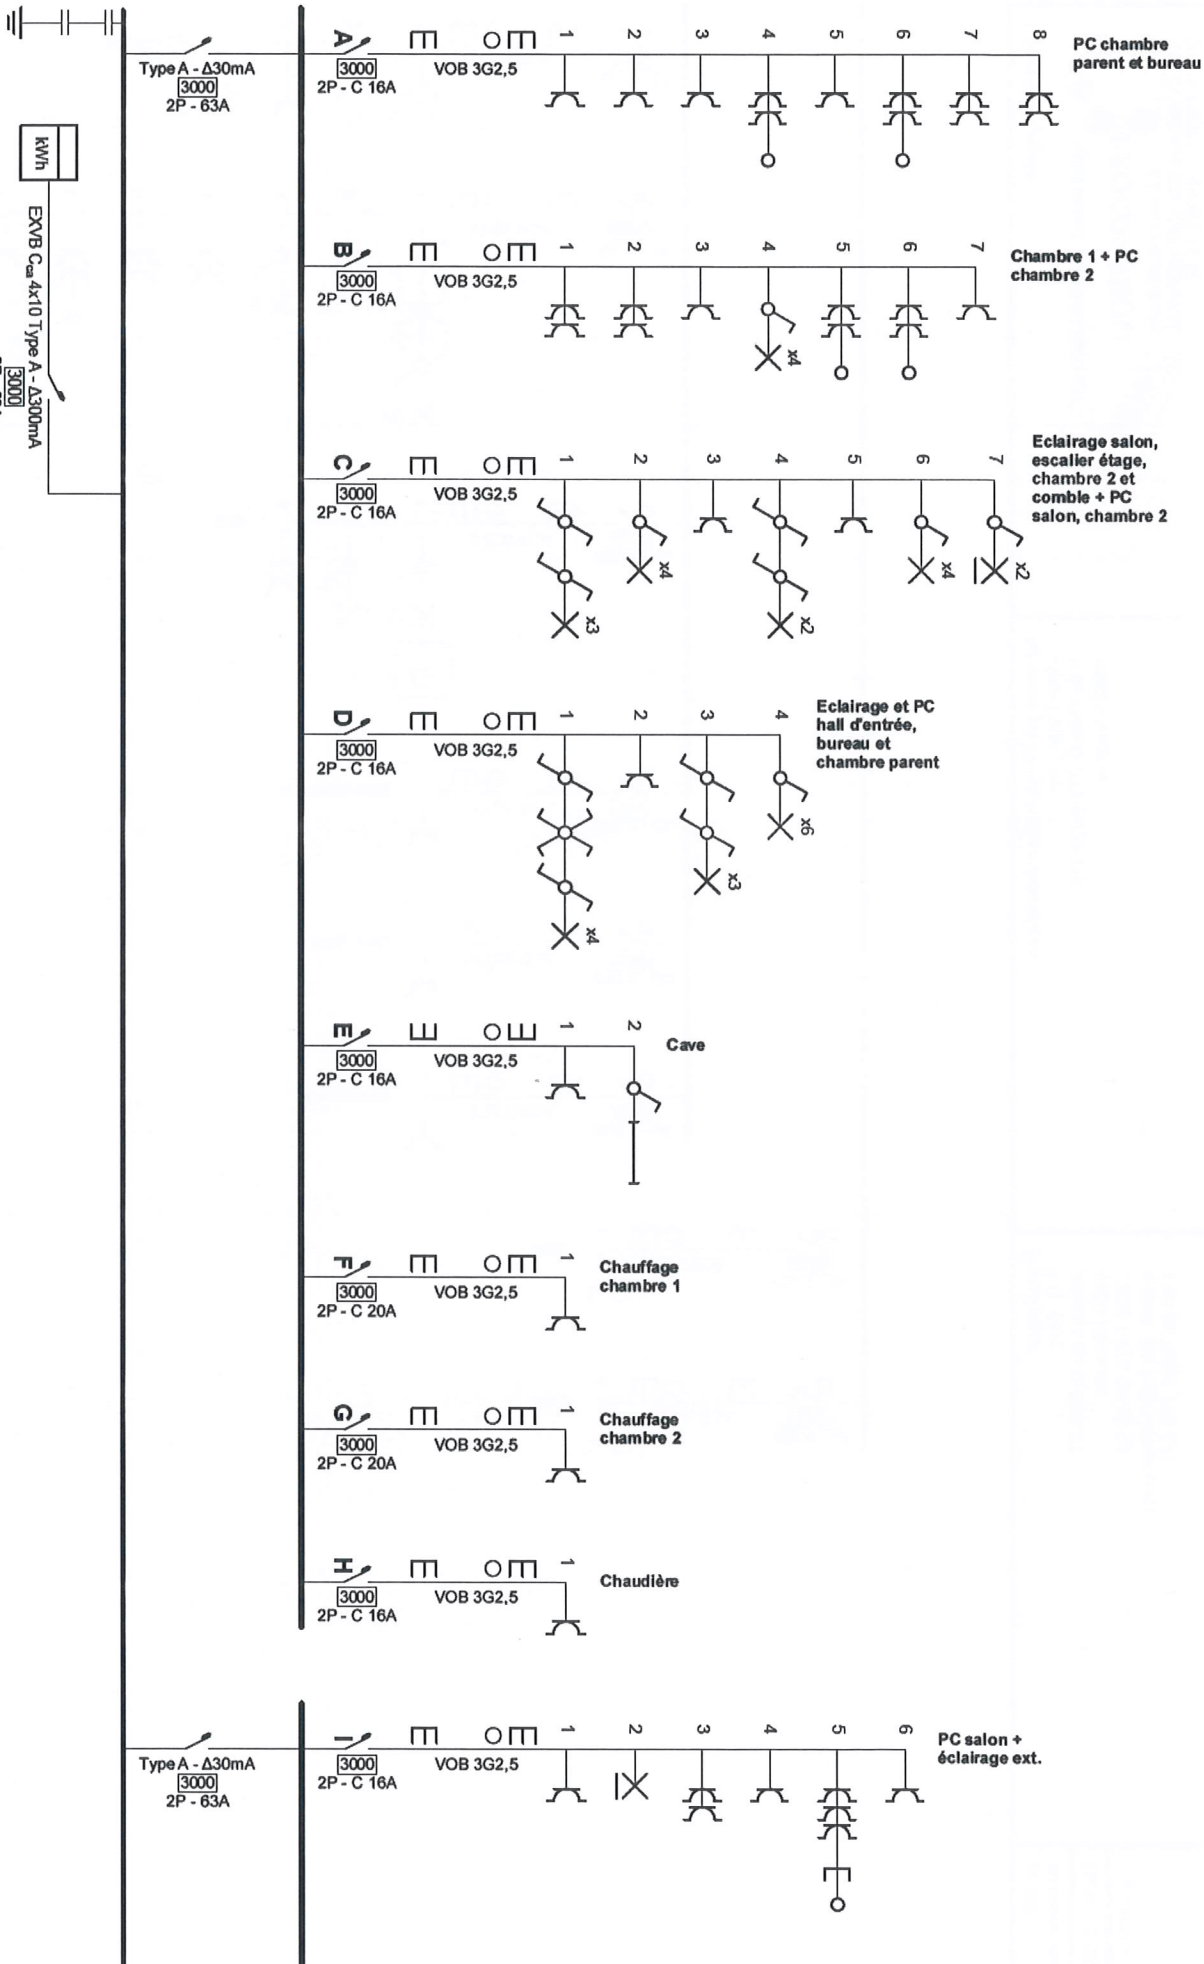 Type A - Δ30mA
3000
2P - 63A
kWh
EXVB Cca 4x10 Type A - Δ300mA
3000
A
3000
2P - C 16A
VOB 3G2,5
1 2 3 4 5 6 7 8
PC chambre
parent et bureau
B
3000
2P - C 16A
VOB 3G2,5
1 2 3 4 5 6 7
x4
Chambre 1 + PC
chambre 2
C
3000
2P - C 16A
VOB 3G2,5
1 2 3 4 5 6 7
x3
x4
x2
x4
x2
Eclairage salon,
escalier étage,
chambre 2 et
comble + PC
salon, chambre 2
D
3000
2P - C 16A
VOB 3G2,5
1 2 3 4
x4
x3
x6
Eclairage et PC
hall d'entrée,
bureau et
chambre parent
E
3000
2P - C 16A
VOB 3G2,5
1 2
Cave
F
3000
2P - C 20A
VOB 3G2,5
1
Chauffage
chambre 1
G
3000
2P - C 20A
VOB 3G2,5
1
Chauffage
chambre 2
H
3000
2P - C 16A
VOB 3G2,5
1
Chaudière
Type A - Δ30mA
3000
2P - 63A
I
3000
2P - C 16A
VOB 3G2,5
1 2 3 4 5 6
PC salon +
éclairage ext.